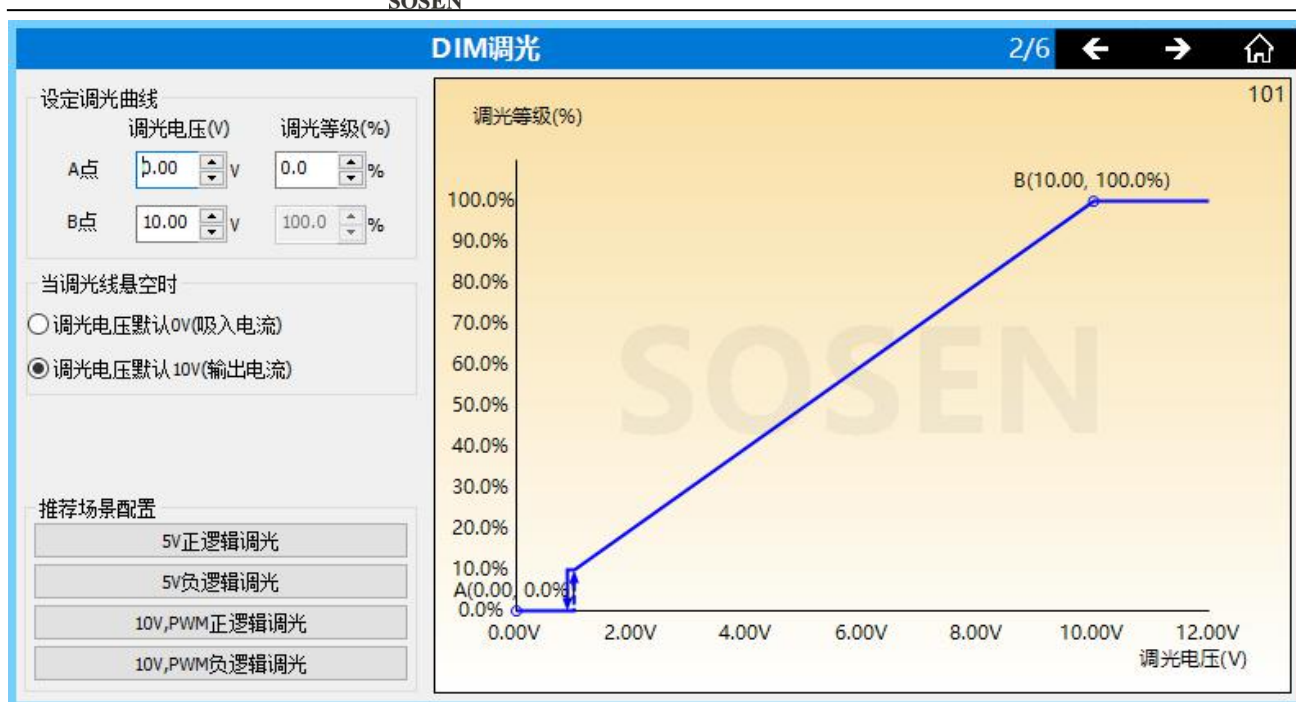 SOSEN
DIM调光
2/6
设定调光曲线
调光电压(V) 调光等级(%)
A点 0.00 V 0.0 %
B点 10.00 V 100.0 %
当调光线悬空时
调光电压默认0V(吸入电流)
调光电压默认10V(输出电流)
推荐场景配置
5V正逻辑调光
5V负逻辑调光
10V,PWM正逻辑调光
10V,PWM负逻辑调光
101
调光等级(%)
B(10.00, 100.0%)
100.0%
90.0%
80.0%
70.0%
60.0%
50.0%
40.0%
30.0%
20.0%
10.0%
A(0.00, 0.0%)
0.0%
0.00V 2.00V 4.00V 6.00V 8.00V 10.00V 12.00V
调光电压(V)
SOSEN